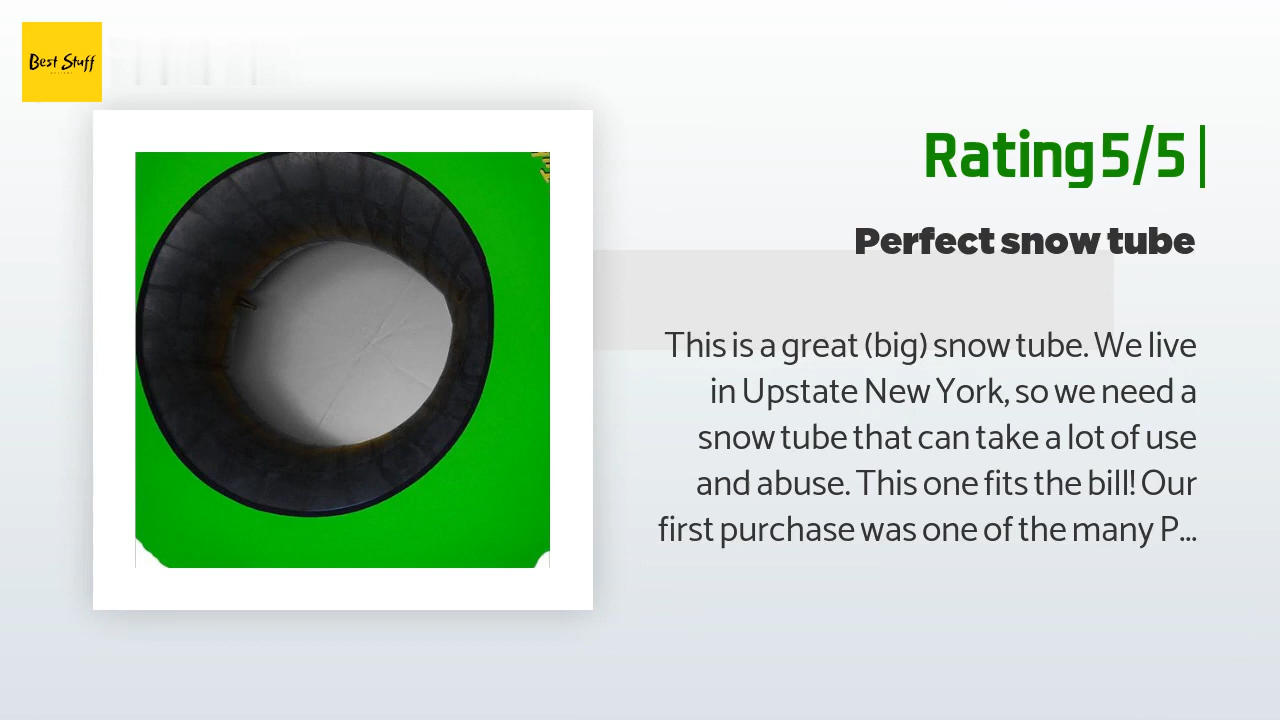 Best Stuff
Rating 5/5 |
Perfect snow tube
This is a great (big) snow tube. We live
in Upstate New York, so we need a
snow tube that can take a lot of use
and abuse. This one fits the bill! Our
first purchase was one of the many P...